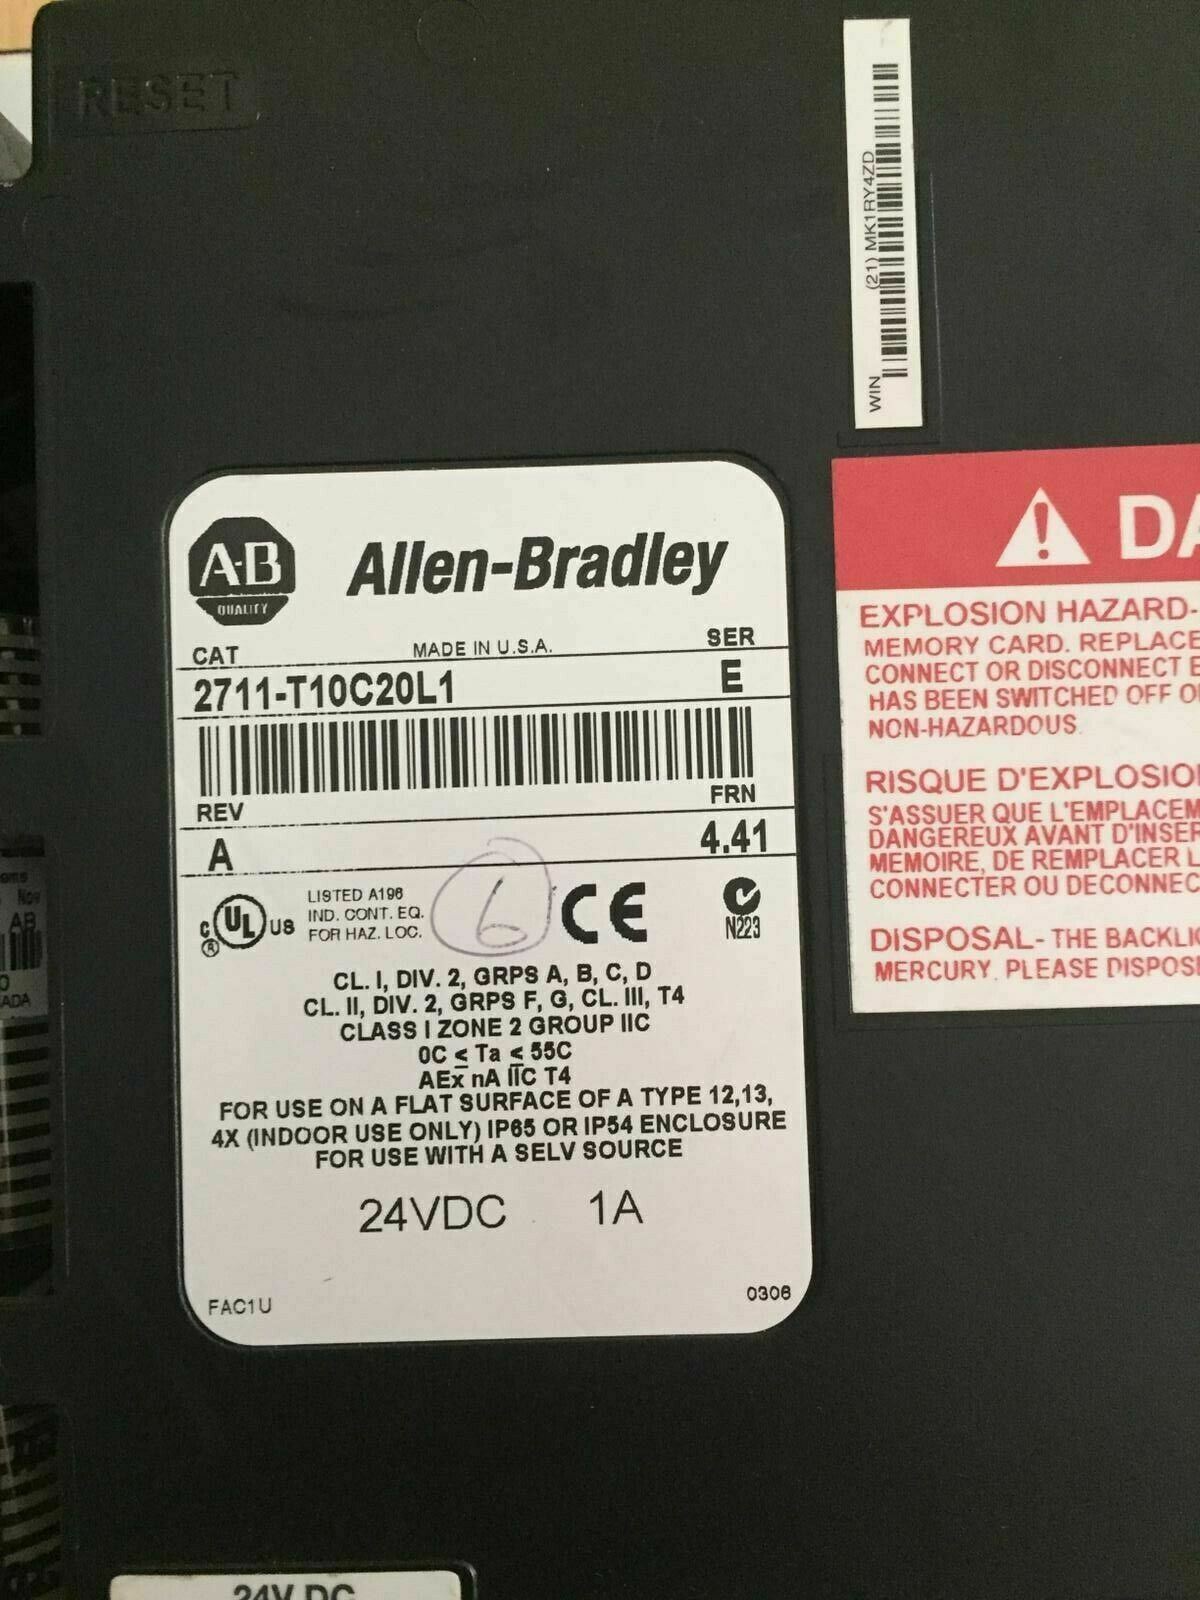 RESET
WIN (21) MK1RY4ZD
A·B
QUALITY
Allen-Bradley
CAT MADE IN U.S.A. SER
2711-T10C20L1 E
REV FRN
A 4.41
c UL ® US
LISTED A196
IND. CONT. EQ.
FOR HAZ. LOC.
6
CE
N223
CL. I, DIV. 2, GRPS A, B, C, D
CL. II, DIV. 2, GRPS F, G, CL. III, T4
CLASS I ZONE 2 GROUP IIC
0C ≤ Ta ≤ 55C
AEx nA IIC T4
FOR USE ON A FLAT SURFACE OF A TYPE 12,13,
4X (INDOOR USE ONLY) IP65 OR IP54 ENCLOSURE
FOR USE WITH A SELV SOURCE
24VDC 1A
FAC1U 0306
DA
EXPLOSION HAZARD-
MEMORY CARD. REPLACE
CONNECT OR DISCONNECT E
HAS BEEN SWITCHED OFF O
NON-HAZARDOUS.
RISQUE D'EXPLOSIO
S'ASSUER QUE L'EMPLACEM
DANGEREUX AVANT D'INSER
MEMOIRE, DE REMPLACER L
CONNECTER OU DECONNEC
DISPOSAL- THE BACKLIG
MERCURY. PLEASE DISPOS
Nov
AB
ADA
24V DC